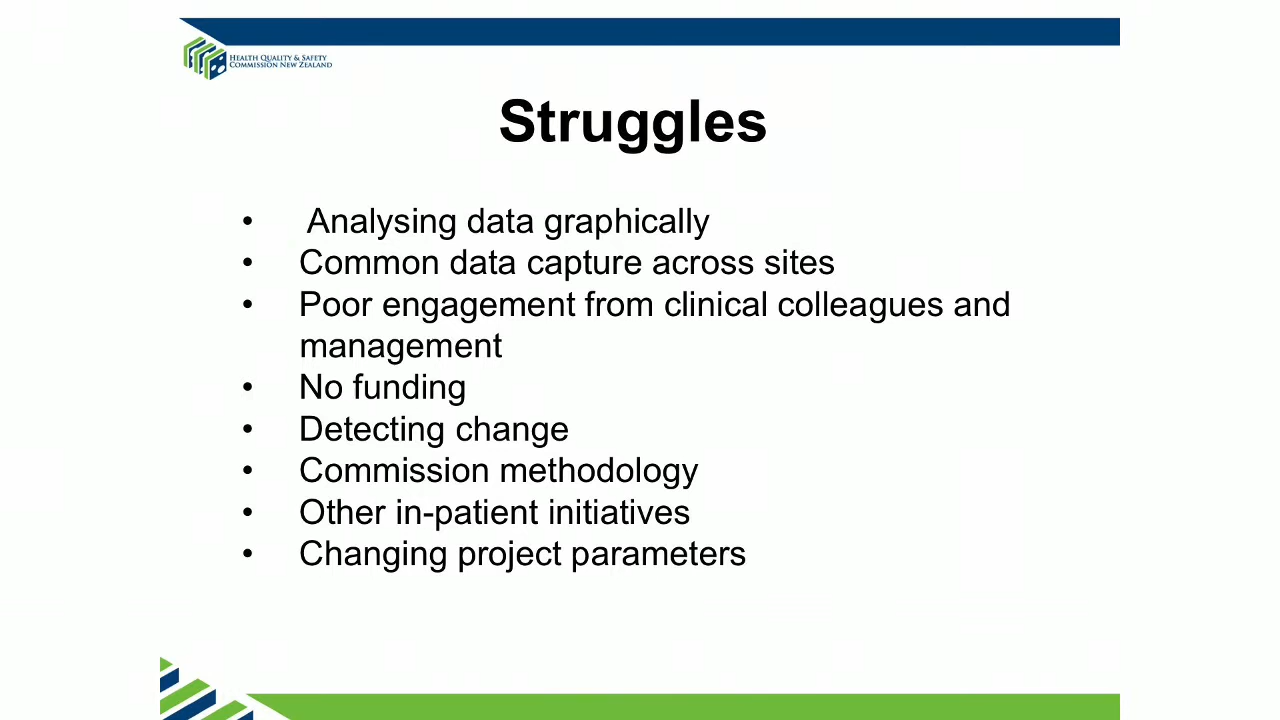 HEALTH QUALITY & SAFETY
COMMISSION NEW ZEALAND
Struggles
• Analysing data graphically
• Common data capture across sites
• Poor engagement from clinical colleagues and
management
• No funding
• Detecting change
• Commission methodology
• Other in-patient initiatives
• Changing project parameters